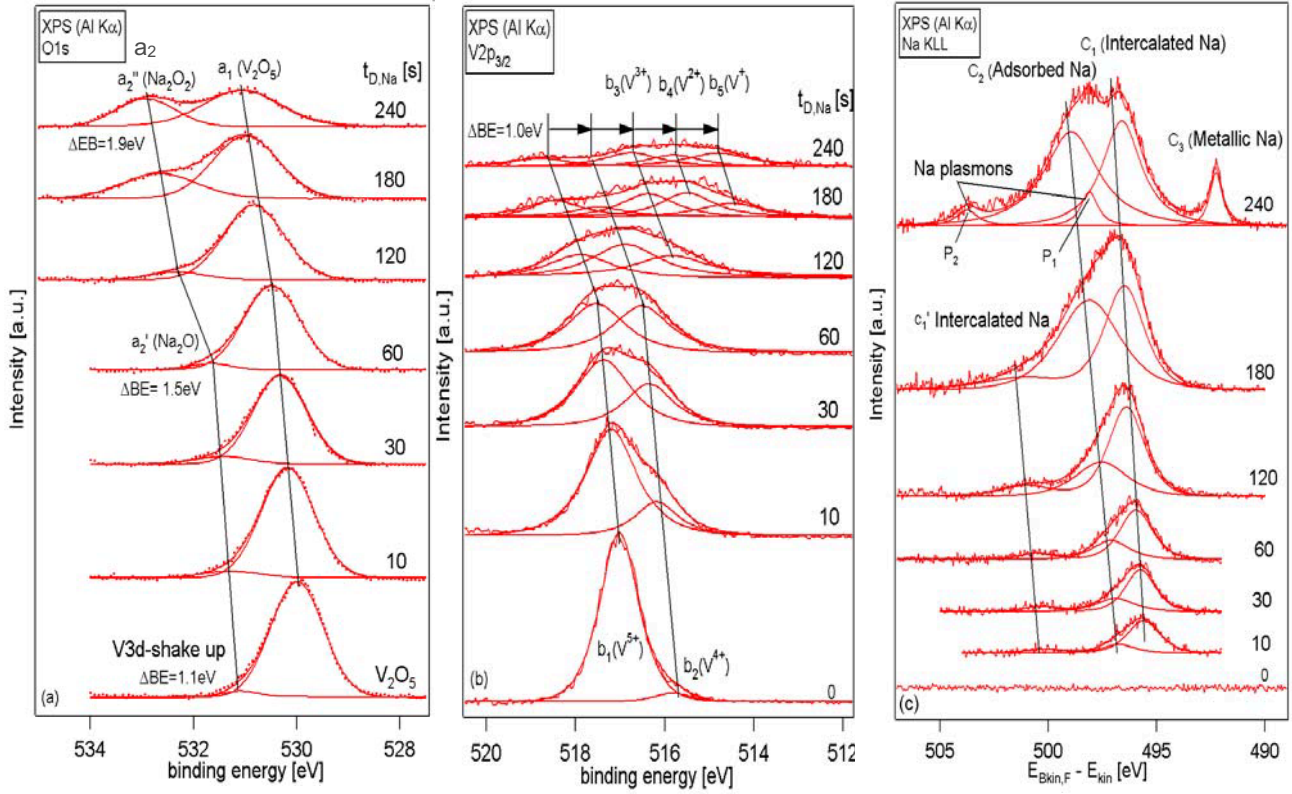 XPS (Al Kα)
O1s
a₂
a₂'' (Na₂O₂)
a₁ (V₂O₅)
t_D,Na [s]
240
ΔEB=1.9eV
180
120
a₂' (Na₂O)
60
ΔBE= 1.5eV
30
10
V3d-shake up
ΔBE=1.1eV
V₂O₅
(a)
Intensity [a.u.]
534
532
530
528
binding energy [eV]
XPS (Al Kα)
V2p₃/₂
b₃(V³⁺)
b₄(V²⁺)
b₅(V⁺)
t_D,Na [s]
ΔBE=1.0eV
240
180
120
60
30
10
b₁(V⁵⁺)
b₂(V⁴⁺)
0
(b)
Intensity [a.u.]
520
518
516
514
512
binding energy [eV]
XPS (Al Kα)
Na KLL
C₁ (Intercalated Na)
C₂ (Adsorbed Na)
C₃ (Metallic Na)
Na plasmons
240
P₂
P₁
c₁' Intercalated Na
180
120
60
30
10
0
(c)
Intensity [a.u.]
505
500
495
490
E_Bkin,F - E_kin [eV]